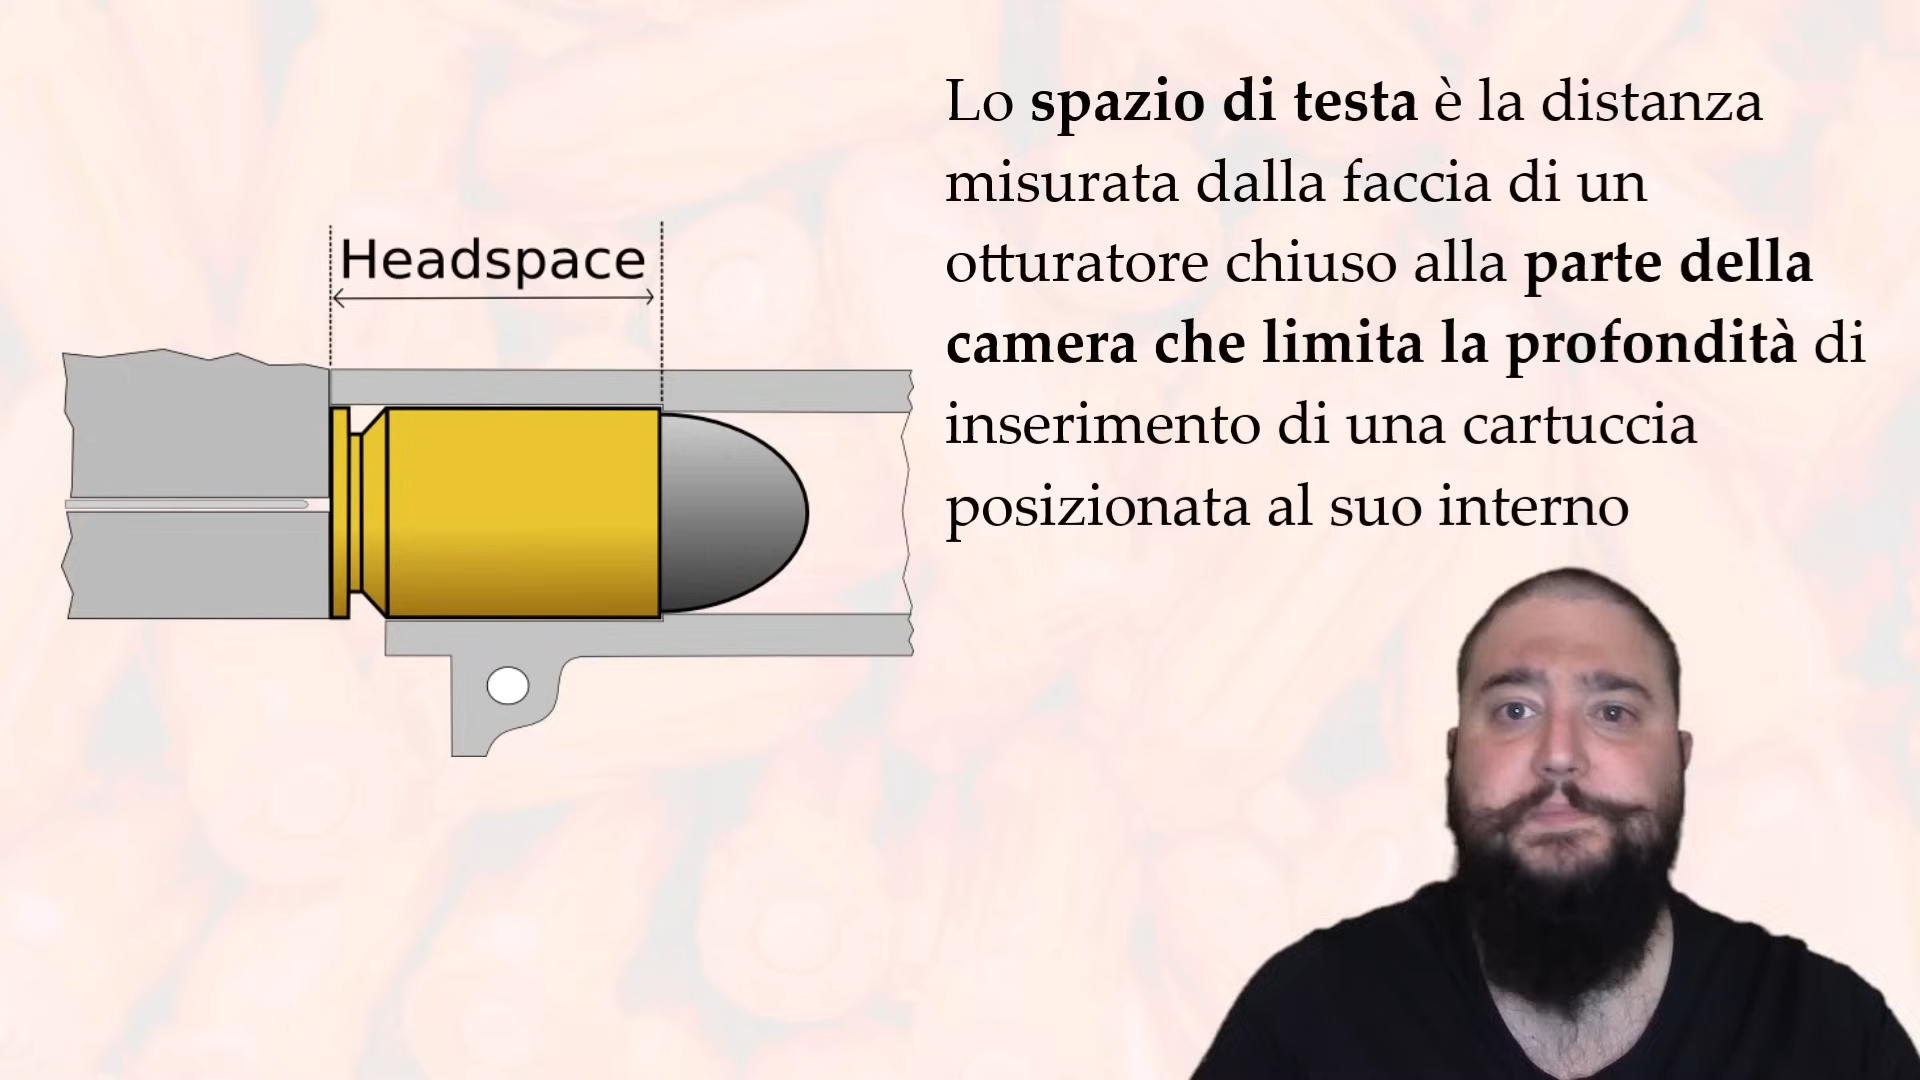 Headspace
Lo spazio di testa è la distanza
misurata dalla faccia di un
otturatore chiuso alla parte della
camera che limita la profondità di
inserimento di una cartuccia
posizionata al suo interno